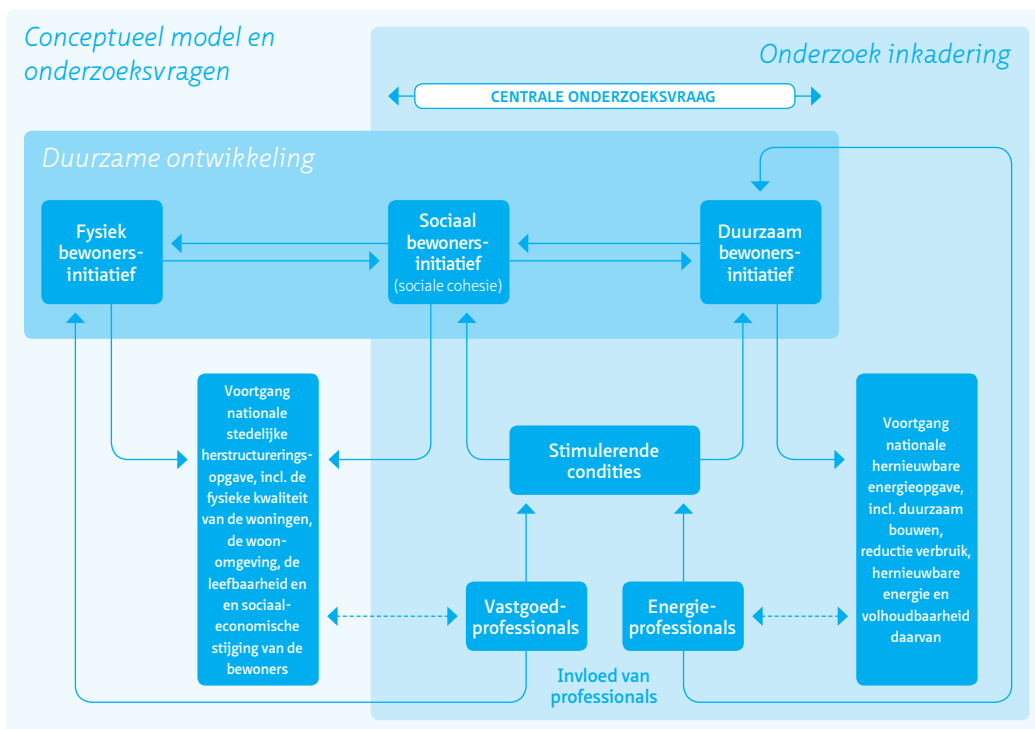 Conceptueel model en
onderzoeksvragen
Onderzoek inkadering
CENTRALE ONDERZOEKSVRAAG
Duurzame ontwikkeling
Fysiek
bewoners-
initiatief
Sociaal
bewoners-
initiatief
(sociale cohesie)
Duurzaam
bewoners-
initiatief
Voortgang
nationale
stedelijke
herstructurerings-
opgave, incl. de
fysieke kwaliteit
van de woningen,
de woon-
omgeving, de
leefbaarheid en
en sociaal-
economische
stijging van de
bewoners
Stimulerende
condities
Voortgang
nationale
hernieuwbare
energieopgave,
incl. duurzaam
bouwen,
reductie verbruik,
hernieuwbare
energie en
volhoudbaarheid
daarvan
Vastgoed-
professionals
Energie-
professionals
Invloed van
professionals